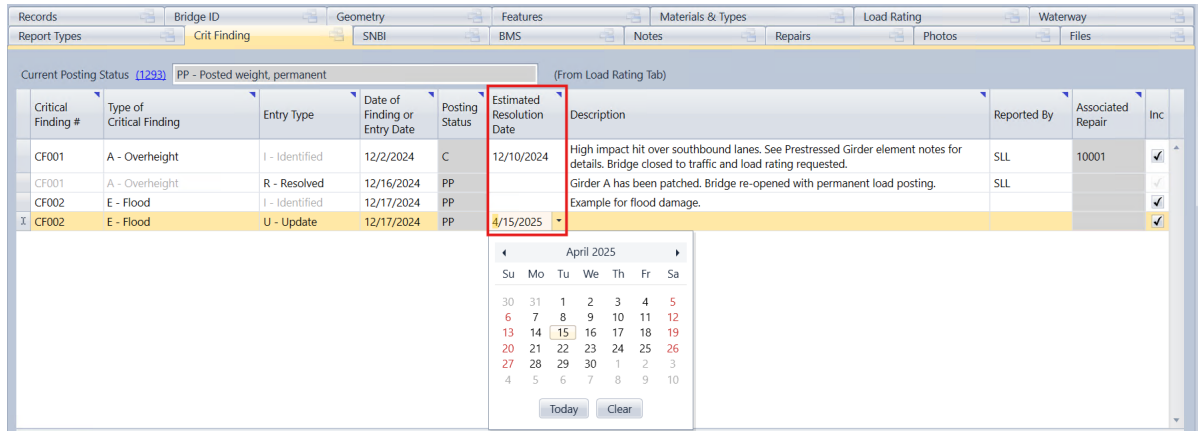 Records Bridge ID Geometry Features Materials & Types Load Rating Waterway
Report Types Crit Finding SNBI BMS Notes Repairs Photos Files
Current Posting Status (1293) PP - Posted weight, permanent (From Load Rating Tab)
Critical Finding # Type of Critical Finding Entry Type Date of Finding or Entry Date Posting Status Estimated Resolution Date Description Reported By Associated Repair Inc
CF001 A - Overheight I - Identified 12/2/2024 C 12/10/2024 High impact hit over southbound lanes. See Prestressed Girder element notes for SLL 10001
details. Bridge closed to traffic and load rating requested.
CF001 A - Overheight R - Resolved 12/16/2024 PP Girder A has been patched. Bridge re-opened with permanent load posting. SLL
CF002 E - Flood I - Identified 12/17/2024 PP Example for flood damage.
CF002 E - Flood U - Update 12/17/2024 PP 4/15/2025
April 2025
Su Mo Tu We Th Fr Sa
30 31 1 2 3 4 5
6 7 8 9 10 11 12
13 14 15 16 17 18 19
20 21 22 23 24 25 26
27 28 29 30 1 2 3
4 5 6 7 8 9 10
Today Clear